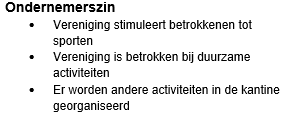 Ondernemerszin
• Vereniging stimuleert betrokkenen tot
sporten
• Vereniging is betrokken bij duurzame
activiteiten
• Er worden andere activiteiten in de kantine
georganiseerd